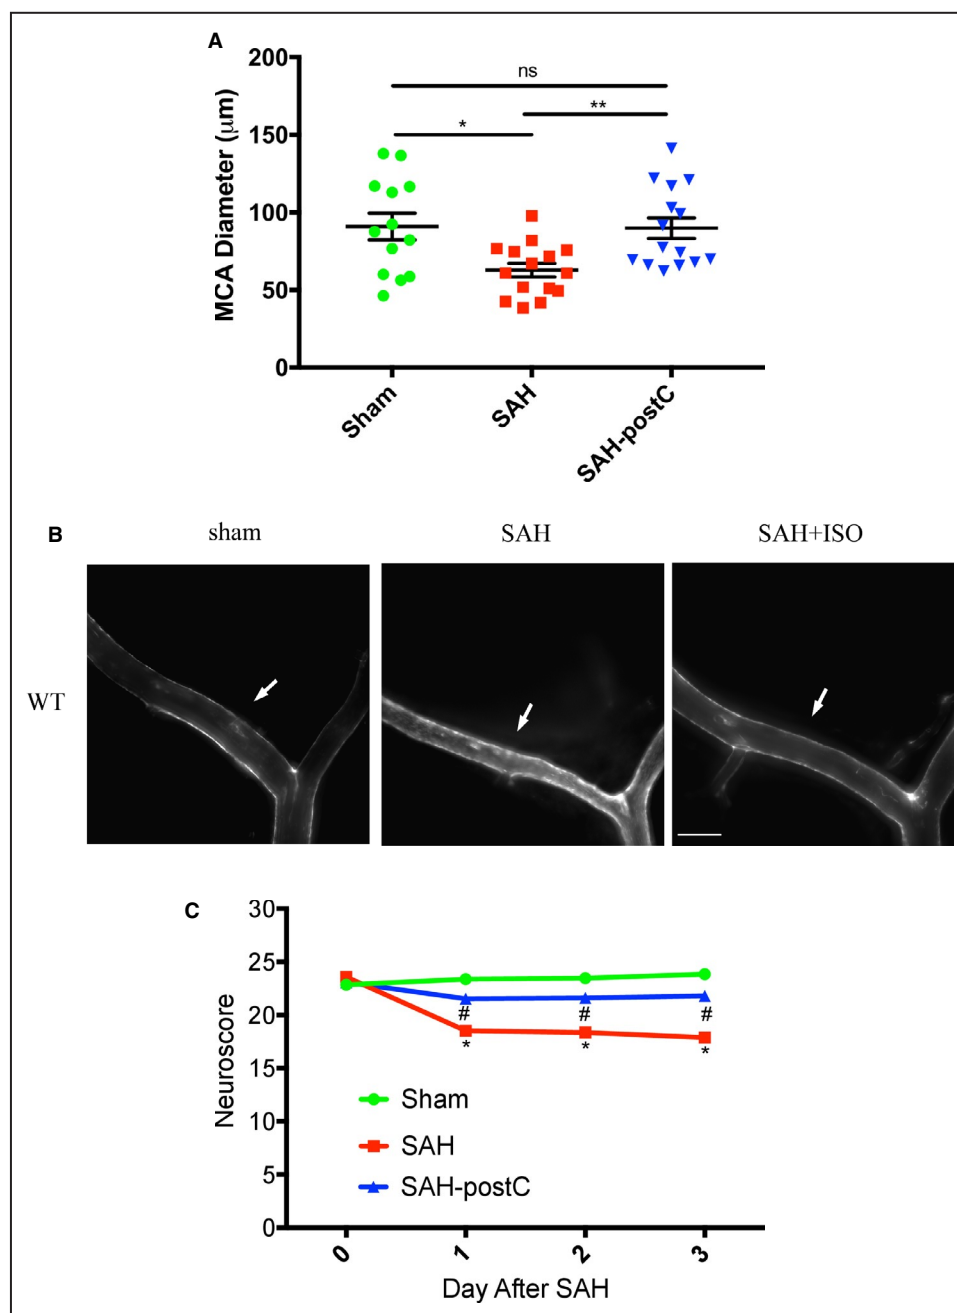 A
200
150
100
50
0
MCA Diameter (μm)
ns
*
**
Sham
SAH
SAH-postC
B
sham
SAH
SAH+ISO
WT
C
30
25
20
15
10
5
0
Neuroscore
# # #
* * *
Sham
SAH
SAH-postC
0 1 2 3
Day After SAH